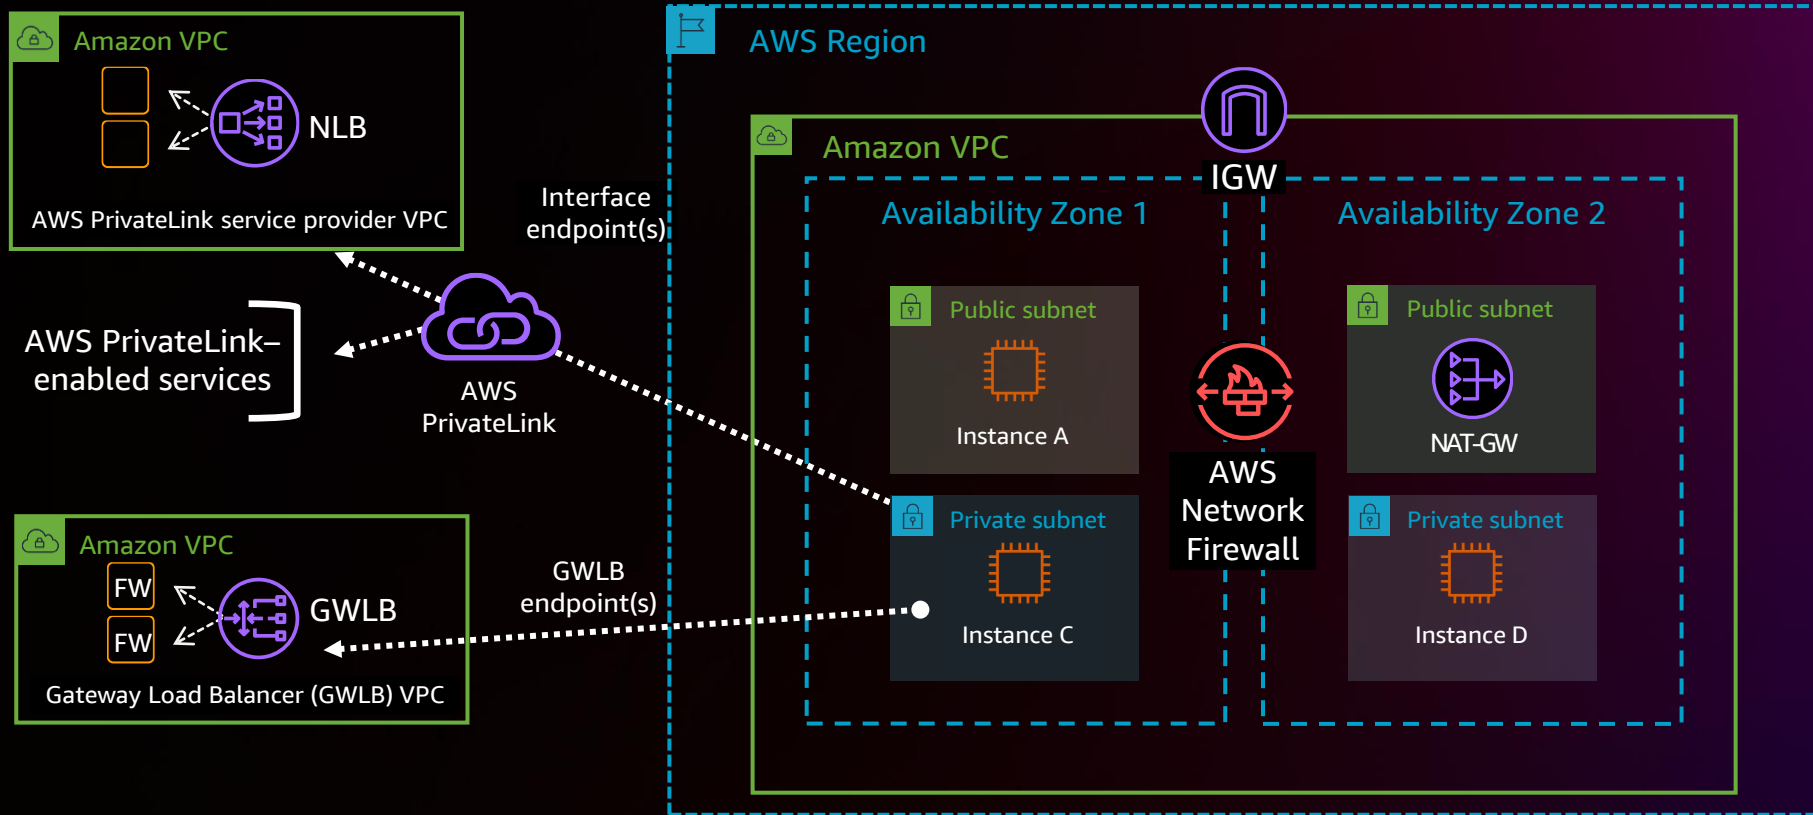 Amazon VPC
NLB
AWS PrivateLink service provider VPC
AWS PrivateLink–
enabled services
AWS
PrivateLink
Interface
endpoint(s)
Amazon VPC
FW
FW
GWLB
Gateway Load Balancer (GWLB) VPC
GWLB
endpoint(s)
AWS Region
Amazon VPC
IGW
Availability Zone 1
Public subnet
Instance A
Private subnet
Instance C
AWS
Network
Firewall
Availability Zone 2
Public subnet
NAT-GW
Private subnet
Instance D